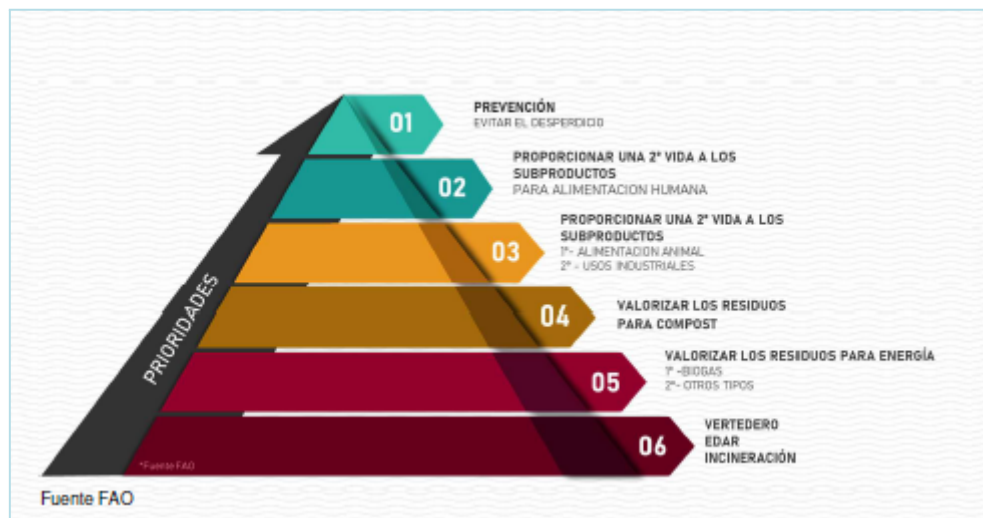 01
PREVENCIÓN
EVITAR EL DESPERDICIO
02
PROPORCIONAR UNA 2ª VIDA A LOS
SUBPRODUCTOS
PARA ALIMENTACION HUMANA
03
PROPORCIONAR UNA 2ª VIDA A LOS
SUBPRODUCTOS
1º- ALIMENTACION ANIMAL
2º - USOS INDUSTRIALES
04
VALORIZAR LOS RESIDUOS
PARA COMPOST
05
VALORIZAR LOS RESIIDUOS PARA ENERGÍA
1º -BIOGAS
2º- OTROS TIPOS
06
VERTEDERO
EDAR
INCINERACIÓN
PRIORIDADES
*Fuente FAO
Fuente FAO